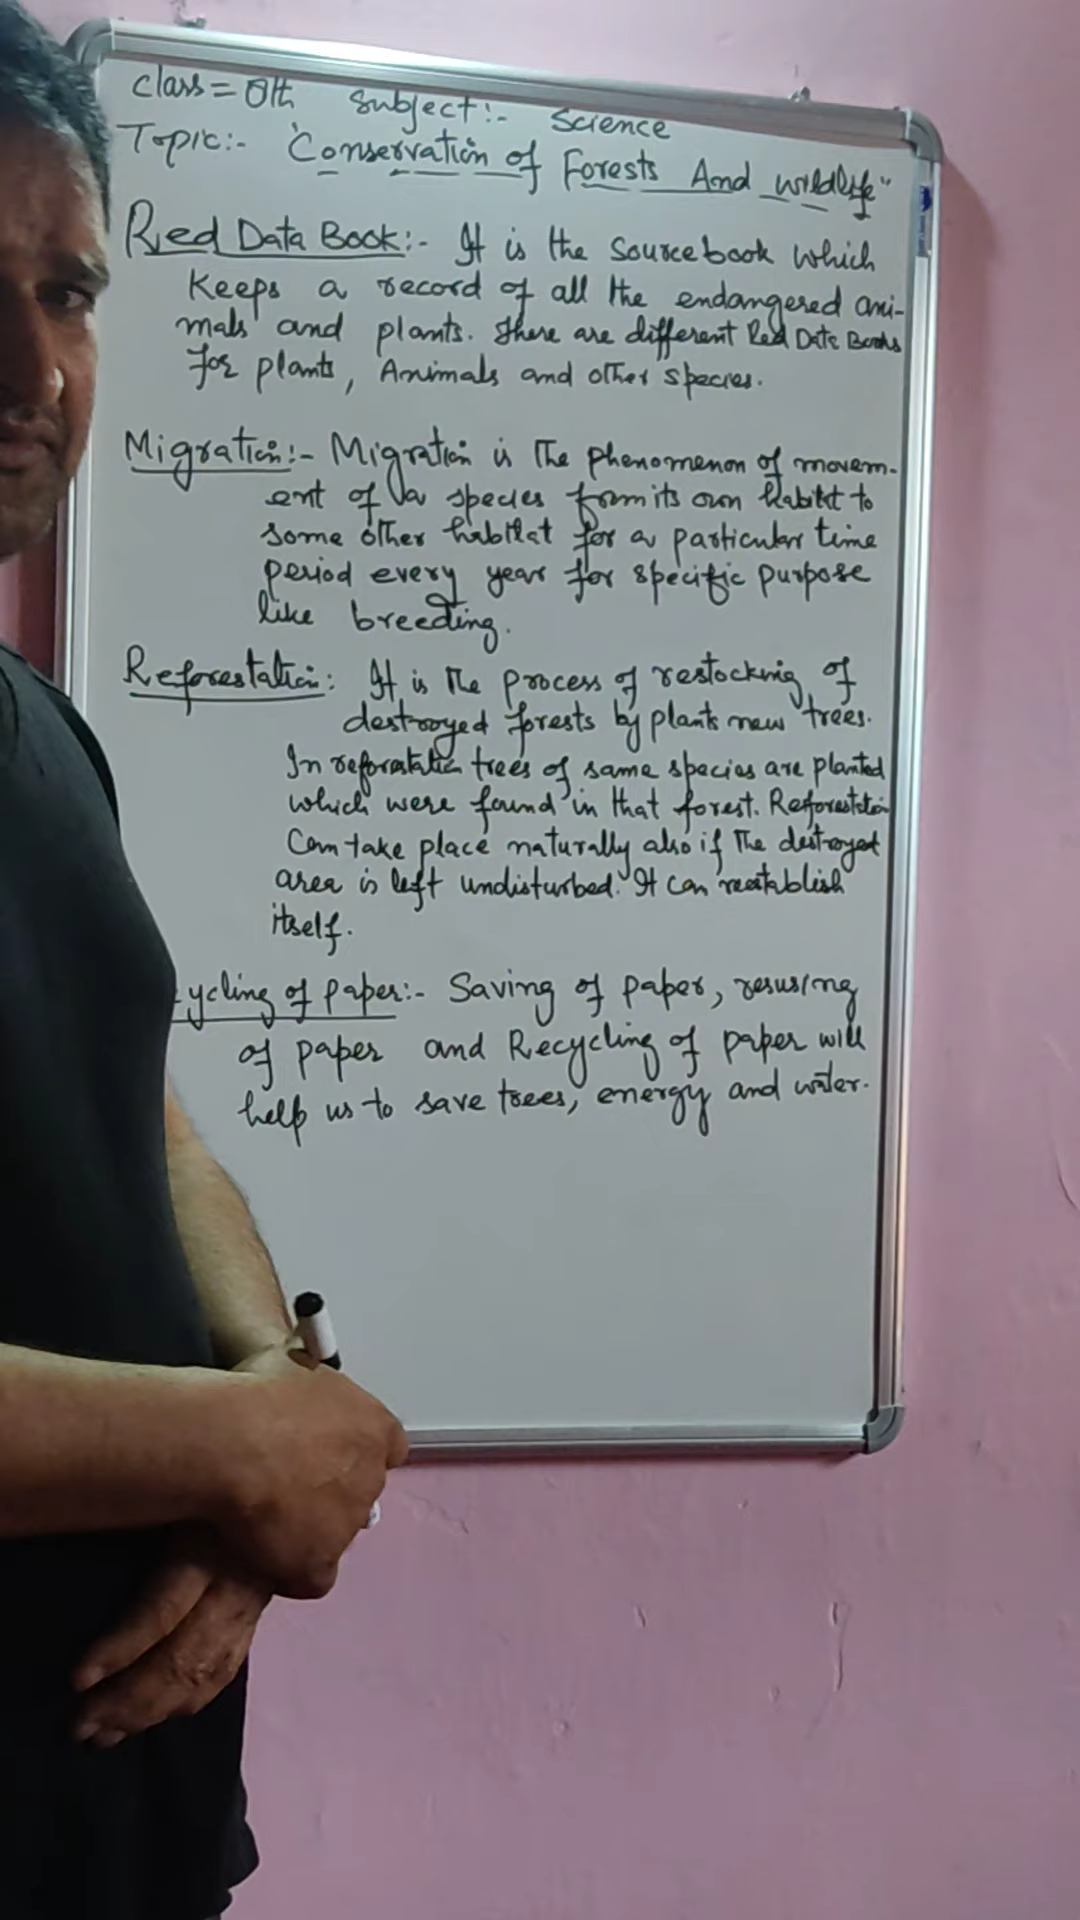 Class = 8th Subject:- Science
Topic:- "Conservation of Forests And wildlife"
Red Data Book:- It is the Sourcebook which
Keeps a record of all the endangered ani-
mals and plants. There are different Red Data Books
for plants, Animals and other species.
Migration:- Migration is The phenomenon of movem-
ent of a species from its own habitat to
some other habitat for a particular time
period every year for specific purpose
like breeding.
Reforestation: It is The process of restocking of
destroyed forests by plants new trees.
In reforestation trees of same species are planted
which were found in that forest. Reforestation
Can take place naturally also if The destroyed
area is left undisturbed. It can reestablish
itself.
ycling of paper:- Saving of paper, resusing
of paper and Recycling of paper will
help us to save trees, energy and water.